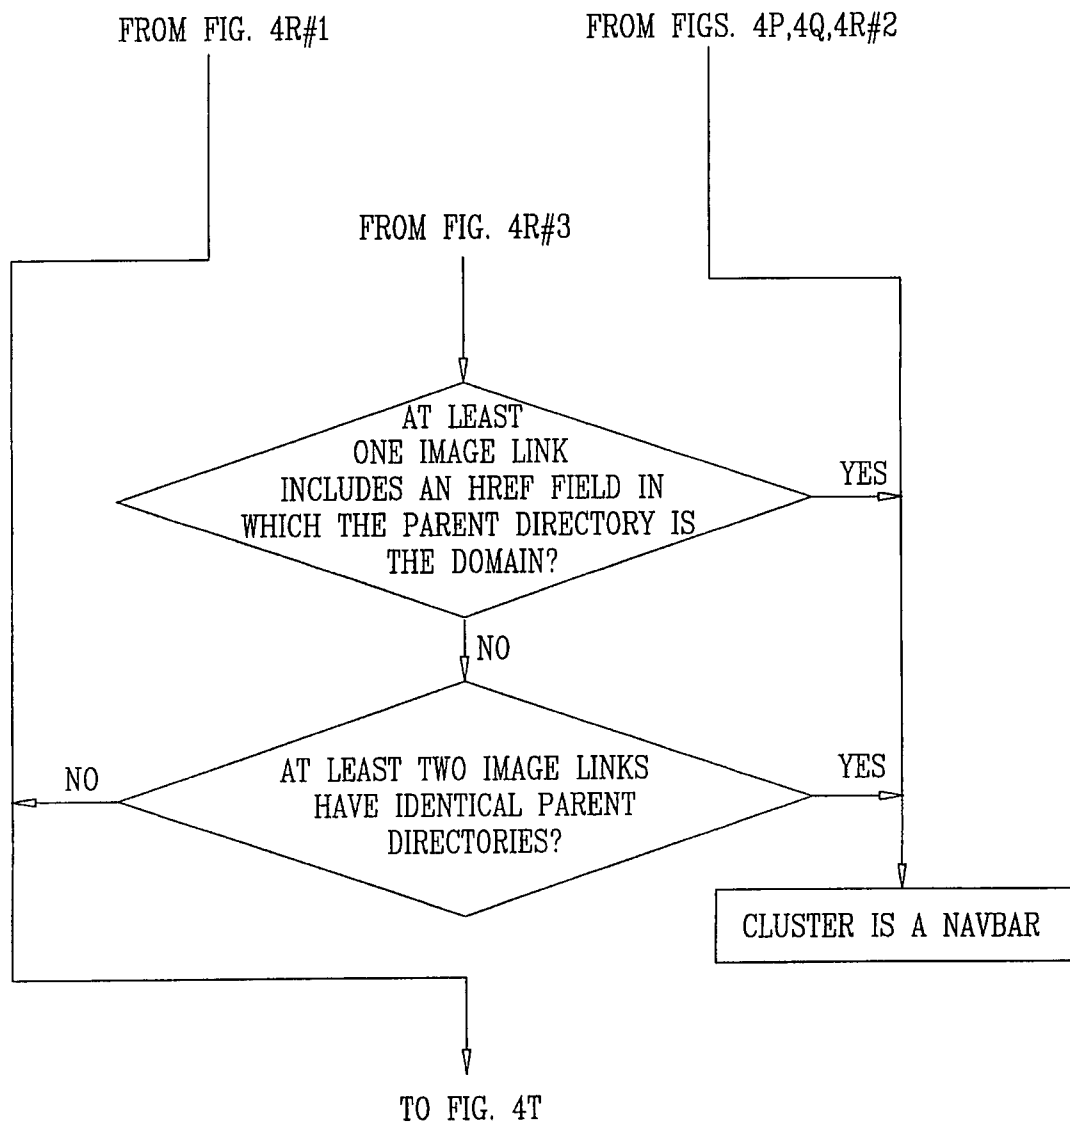 FROM FIG. 4R#1
FROM FIGS. 4P,4Q,4R#2
FROM FIG. 4R#3
AT LEAST
ONE IMAGE LINK
INCLUDES AN HREF FIELD IN
WHICH THE PARENT DIRECTORY IS
THE DOMAIN?
YES
NO
AT LEAST TWO IMAGE LINKS
HAVE IDENTICAL PARENT
DIRECTORIES?
NO
YES
CLUSTER IS A NAVBAR
TO FIG. 4T